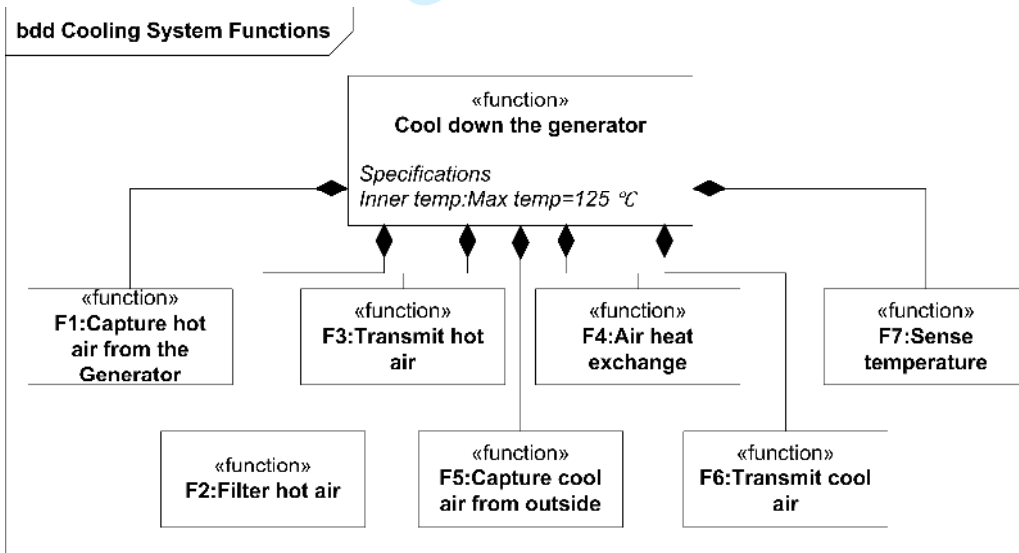 bdd Cooling System Functions
«function»
Cool down the generator
Specifications
Inner temp:Max temp=125 ℃
«function»
F1:Capture hot
air from the
Generator
«function»
F3:Transmit hot
air
«function»
F4:Air heat
exchange
«function»
F7:Sense
temperature
«function»
F2:Filter hot air
«function»
F5:Capture cool
air from outside
«function»
F6:Transmit cool
air